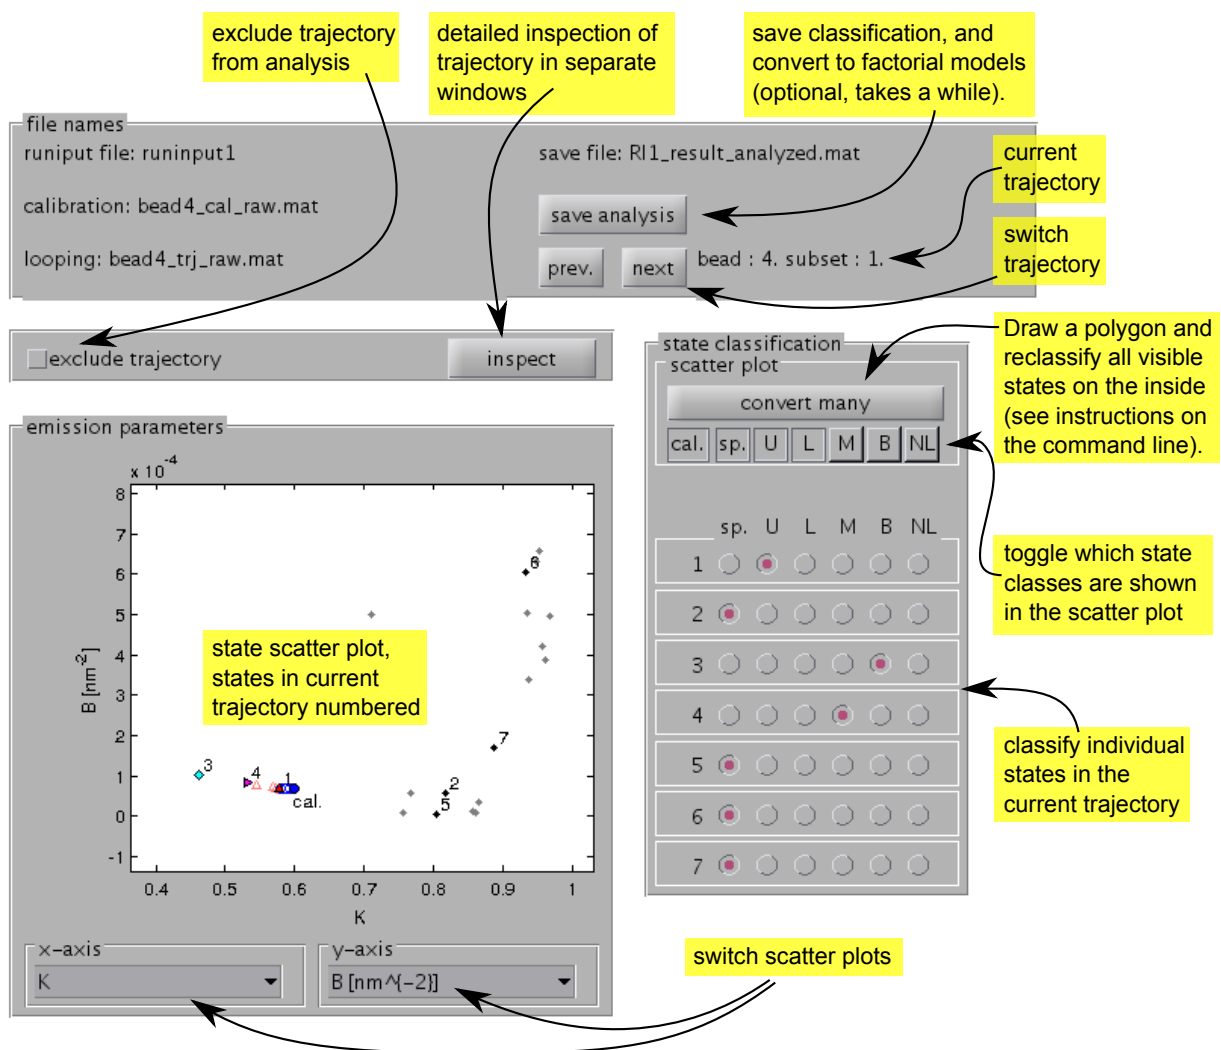 exclude trajectory
from analysis
detailed inspection of
trajectory in separate
windows
save classification, and
convert to factorial models
(optional, takes a while).
file names
runiput file: runinput1
save file: RI1_result_analyzed.mat
current
trajectory
calibration: bead4_cal_raw.mat
save analysis
looping: bead4_trj_raw.mat
prev.
next
bead : 4. subset : 1.
switch
trajectory
exclude trajectory
inspect
state classification
scatter plot
convert many
cal.
sp.
U
L
M
B
NL
Draw a polygon and
reclassify all visible
states on the inside
(see instructions on
the command line).
emission parameters
x 10^-4
8
7
6
5
4
3
2
1
0
-1
B [nm^-2]
0.4
0.5
0.6
0.7
0.8
0.9
1
K
6
7
2
5
3
4
1
cal.
state scatter plot,
states in current
trajectory numbered
sp. U L M B NL
1
2
3
4
5
6
7
toggle which state
classes are shown
in the scatter plot
classify individual
states in the
current trajectory
x-axis
K
y-axis
B [nm^{-2}]
switch scatter plots